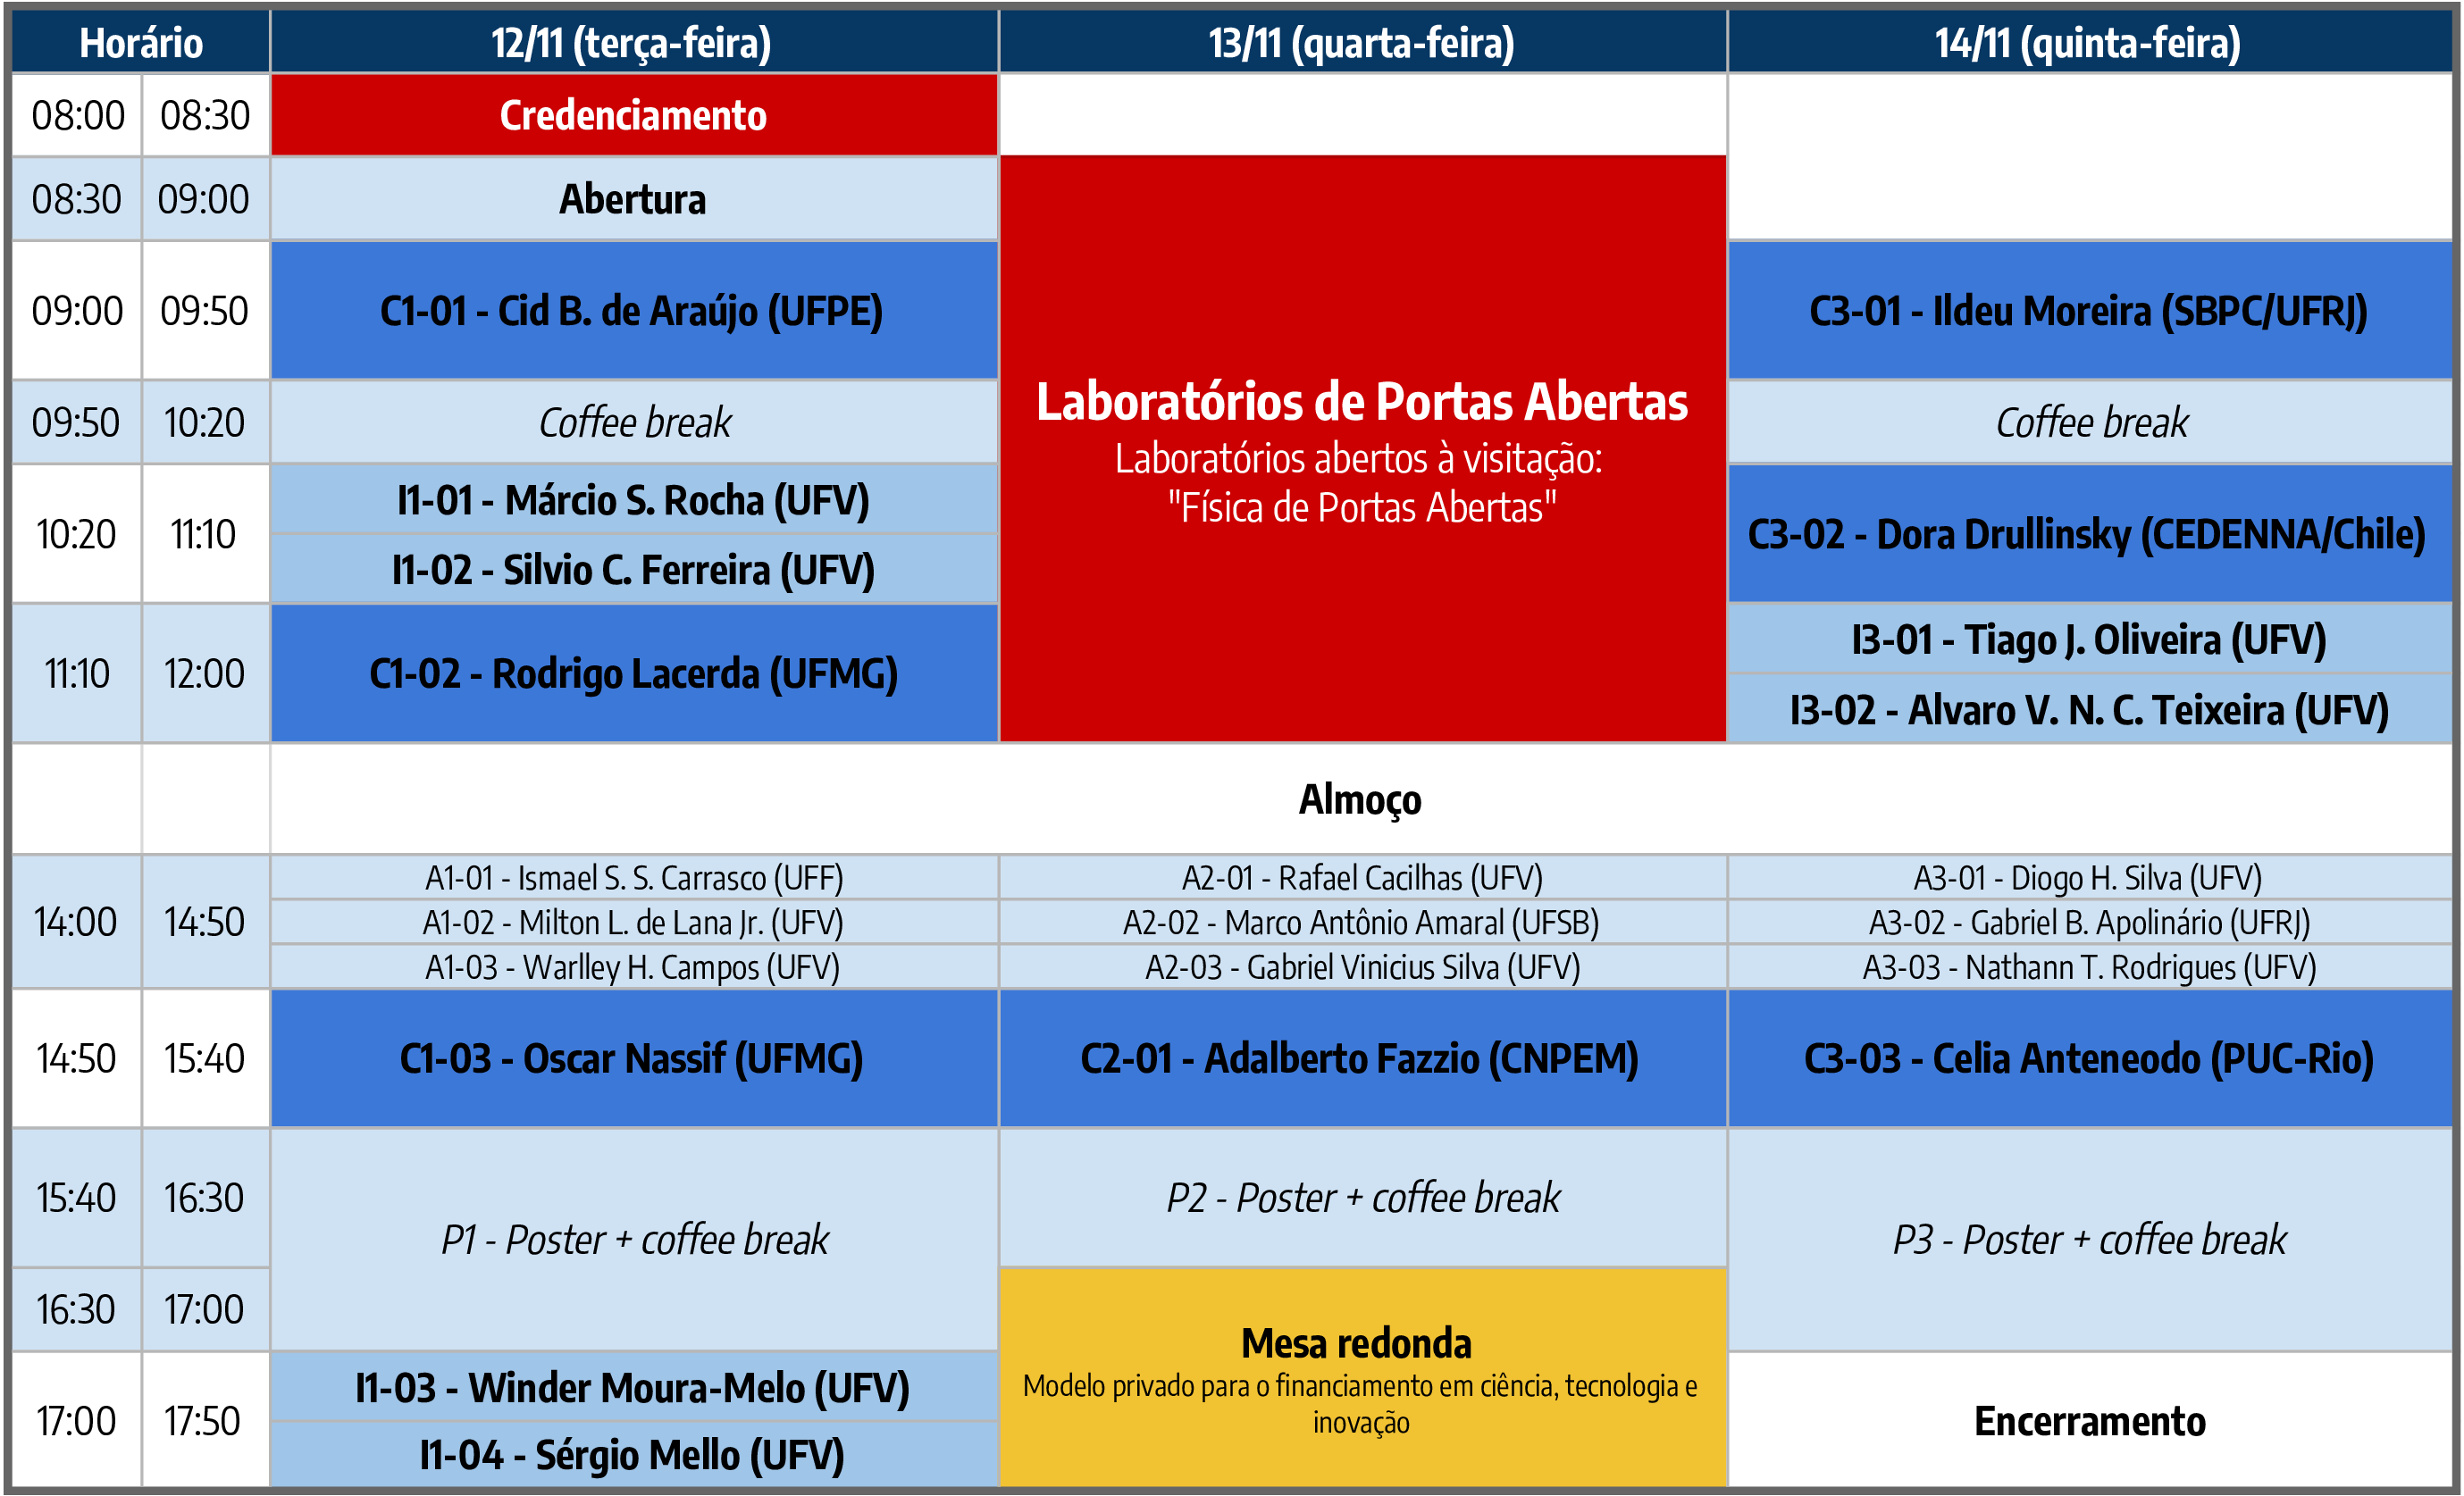 Horário 12/11 (terça-feira) 13/11 (quarta-feira) 14/11 (quinta-feira)
08:00 08:30 Credenciamento
08:30 09:00 Abertura
09:00 09:50 C1-01 - Cid B. de Araújo (UFPE) C3-01 - Ildeu Moreira (SBPC/UFRJ)
Laboratórios de Portas Abertas
Laboratórios abertos à visitação:
"Física de Portas Abertas"
09:50 10:20 Coffee break Coffee break
10:20 11:10 I1-01 - Márcio S. Rocha (UFV) C3-02 - Dora Drullinsky (CEDENNA/Chile)
I1-02 - Silvio C. Ferreira (UFV)
11:10 12:00 C1-02 - Rodrigo Lacerda (UFMG) I3-01 - Tiago J. Oliveira (UFV)
I3-02 - Alvaro V. N. C. Teixeira (UFV)
Almoço
14:00 14:50 A1-01 - Ismael S. S. Carrasco (UFF) A2-01 - Rafael Cacilhas (UFV) A3-01 - Diogo H. Silva (UFV)
A1-02 - Milton L. de Lana Jr. (UFV) A2-02 - Marco Antônio Amaral (UFSB) A3-02 - Gabriel B. Apolinário (UFRJ)
A1-03 - Warlley H. Campos (UFV) A2-03 - Gabriel Vinicius Silva (UFV) A3-03 - Nathann T. Rodrigues (UFV)
14:50 15:40 C1-03 - Oscar Nassif (UFMG) C2-01 - Adalberto Fazzio (CNPEM) C3-03 - Celia Anteneodo (PUC-Rio)
15:40 16:30 P1 - Poster + coffee break P2 - Poster + coffee break P3 - Poster + coffee break
16:30 17:00 Mesa redonda
Modelo privado para o financiamento em ciência, tecnologia e
inovação
17:00 17:50 I1-03 - Winder Moura-Melo (UFV) Encerramento
I1-04 - Sérgio Mello (UFV)